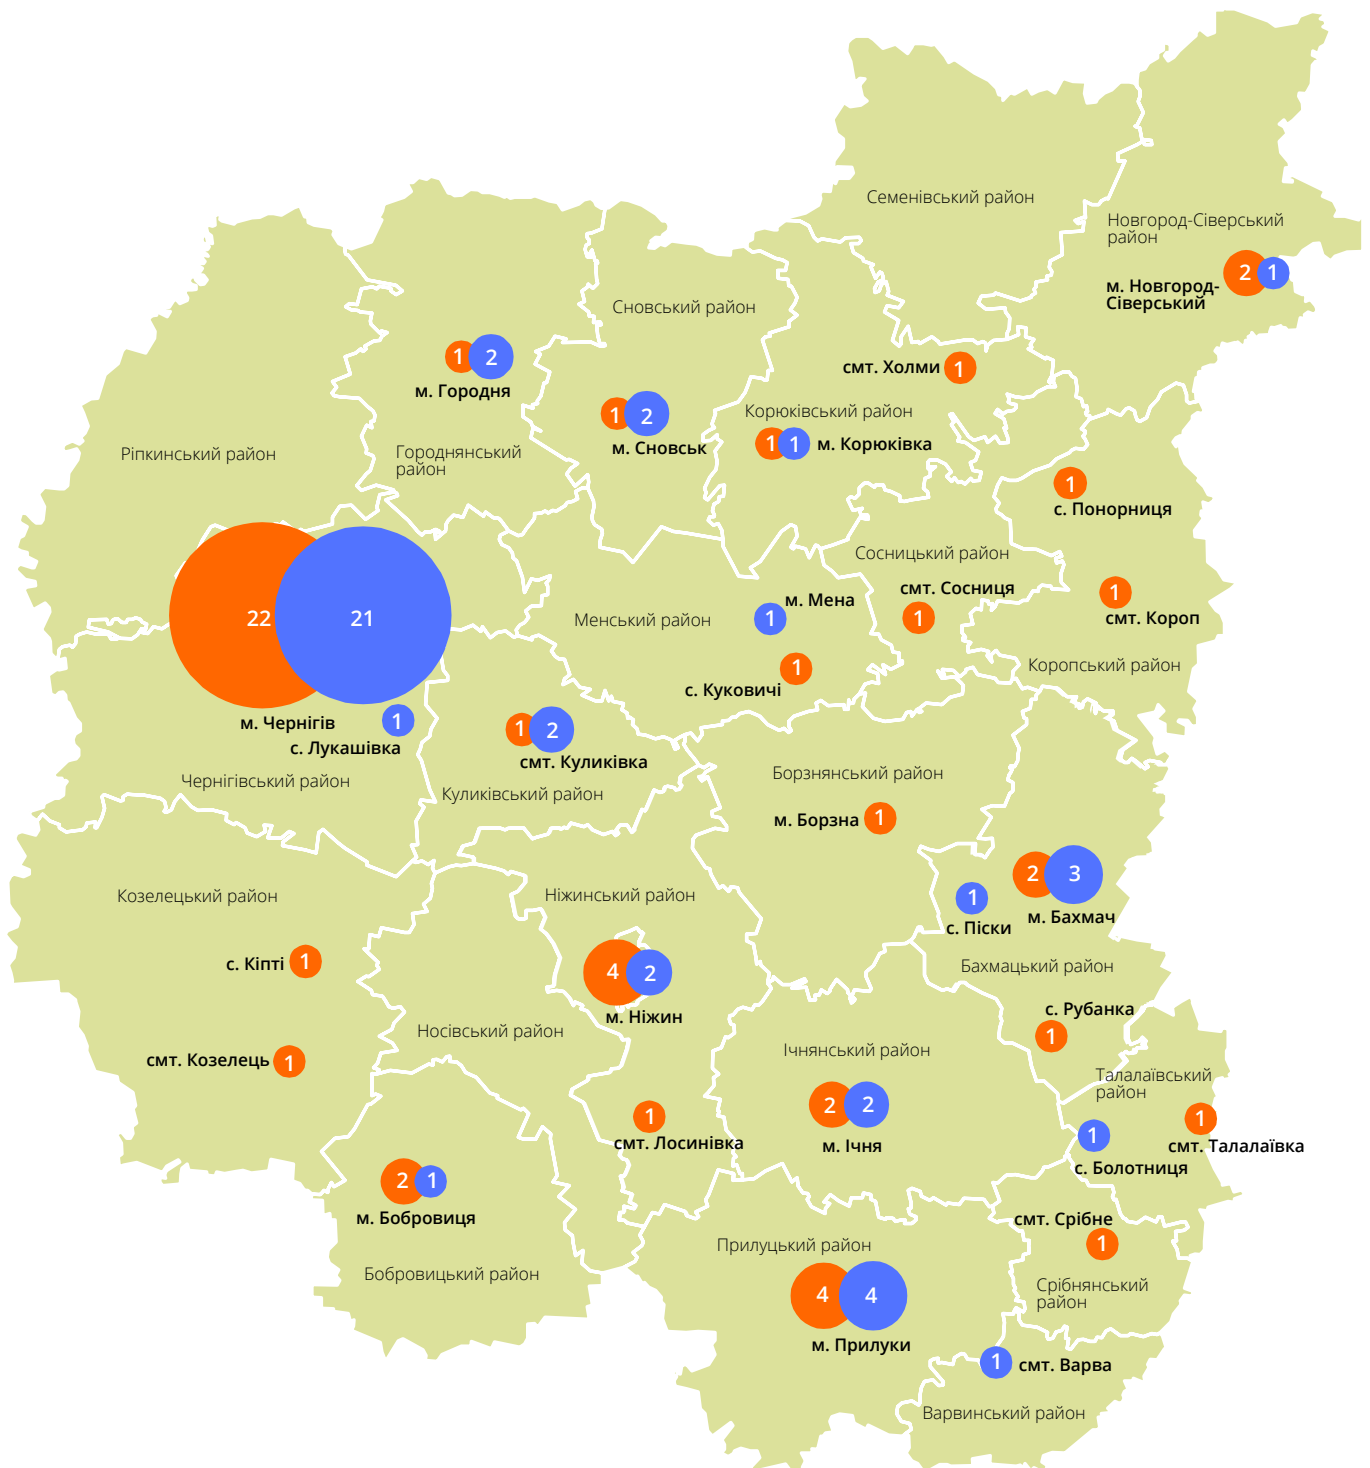 Семенівський район
Новгород-Сіверський
район
2 1
м. Новгород-
Сіверський
Сновський район
1 2
м. Городня
смт. Холми 1
1 2
м. Сновськ
Корюківський район
1 1 м. Корюківка
Ріпкинський район
Городнянський
район
1
с. Понорниця
Сосницький район
смт. Сосниця
1
1
смт. Короп
Коропський район
22 21
м. Чернігів
1
с. Лукашівка
Чернігівський район
Менський район
м. Мена
1
1
с. Куковичі
1 2
смт. Куликівка
Куликівський район
Борзнянський район
м. Борзна 1
2 3
м. Бахмач
1
с. Піски
Бахмацький район
Козелецький район
с. Кіпті 1
смт. Козелець 1
Ніжинський район
4 2
м. Ніжин
Носівський район
с. Рубанка
1
Ічнянський район
2 2
м. Ічня
Талалаївський
район
1
смт. Талалаївка
1
с. Болотниця
1
смт. Лосинівка
2 1
м. Бобровиця
Бобровицький район
смт. Срібне
1
Срібнянський
район
Прилуцький район
4 4
м. Прилуки
1 смт. Варва
Варвинський район